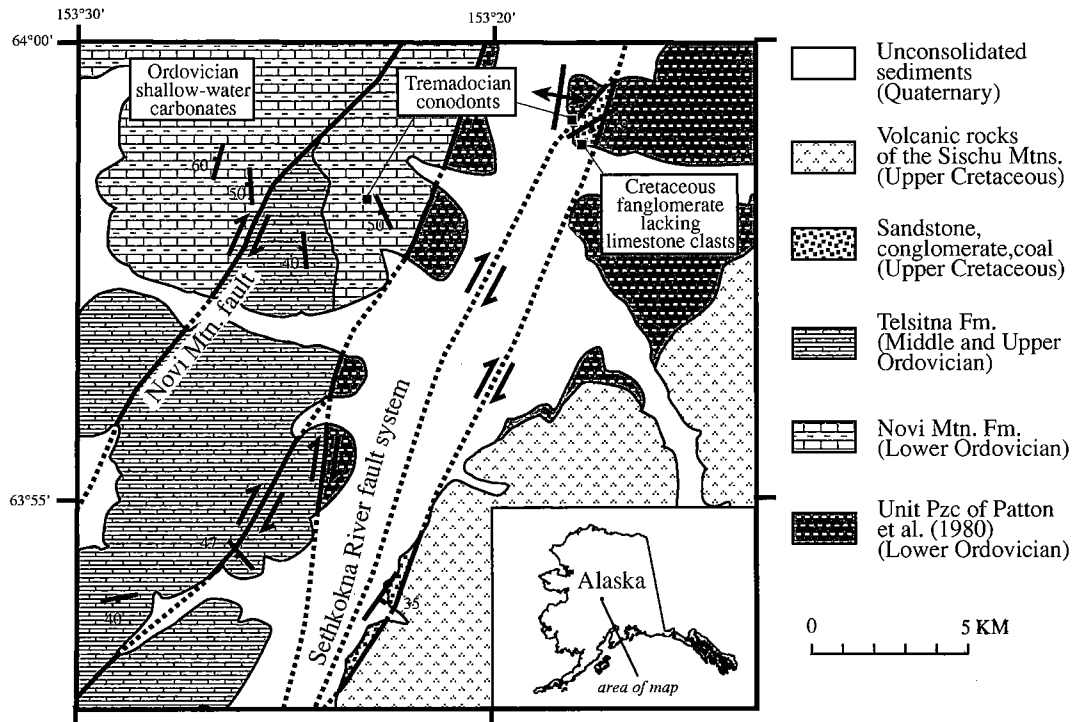 153°30'
153°20'
64°00'
63°55'
Ordovician
shallow-water
carbonates
Tremadocian
conodonts
Cretaceous
fanglomerate
lacking
limestone clasts
60
50
50
40
47
40
35
Novi Mtn. fault
Sethkokna River fault system
Alaska
area of map
Unconsolidated
sediments
(Quaternary)
Volcanic rocks
of the Sischu Mtns.
(Upper Cretaceous)
Sandstone,
conglomerate,coal
(Upper Cretaceous)
Telsitna Fm.
(Middle and Upper
Ordovician)
Novi Mtn. Fm.
(Lower Ordovician)
Unit Pzc of Patton
et al. (1980)
(Lower Ordovician)
0 5 KM